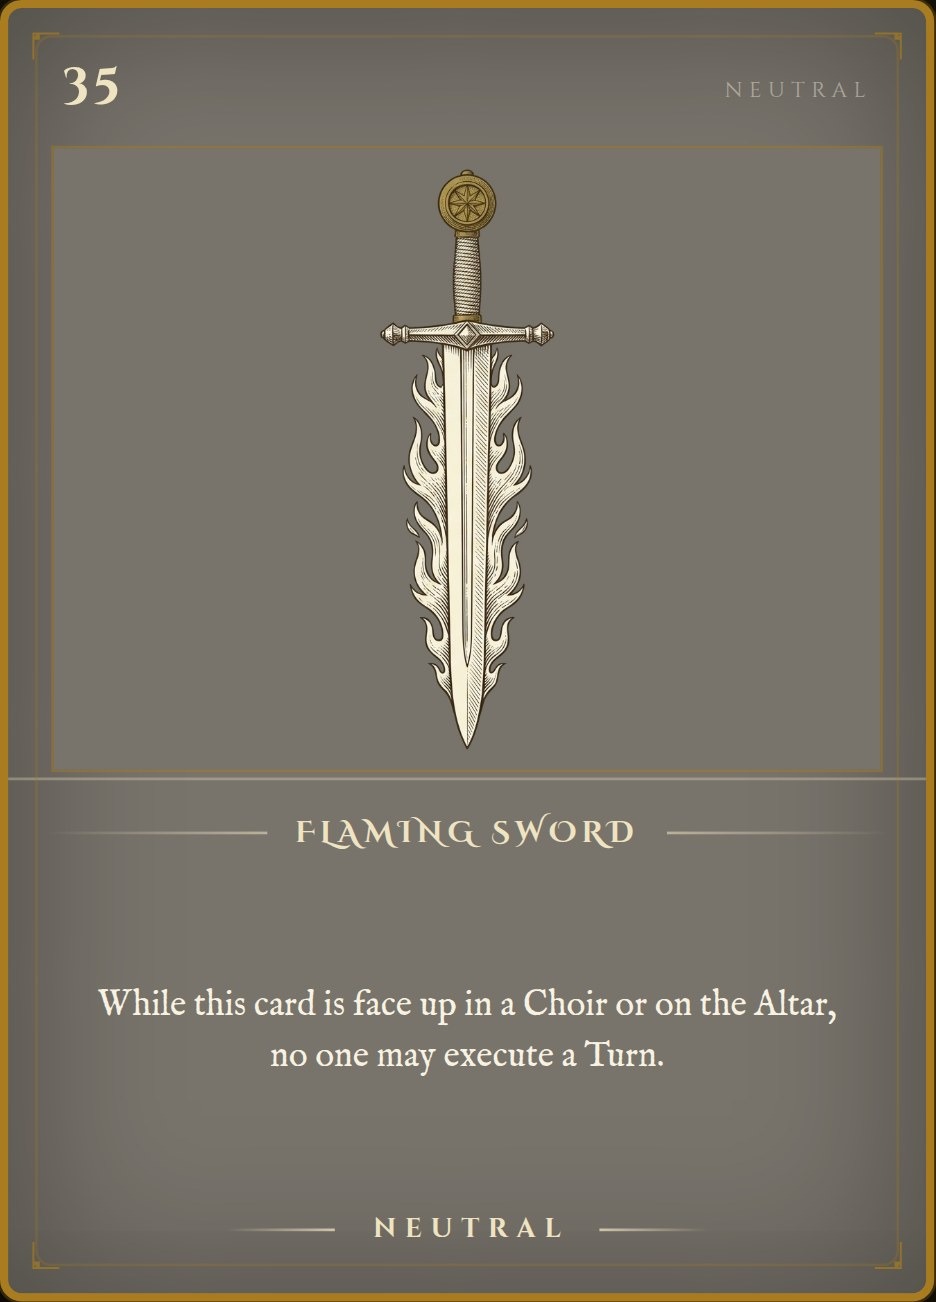 35
NEUTRAL
FLAMING SWORD
While this card is face up in a Choir or on the Altar,
no one may execute a Turn.
NEUTRAL